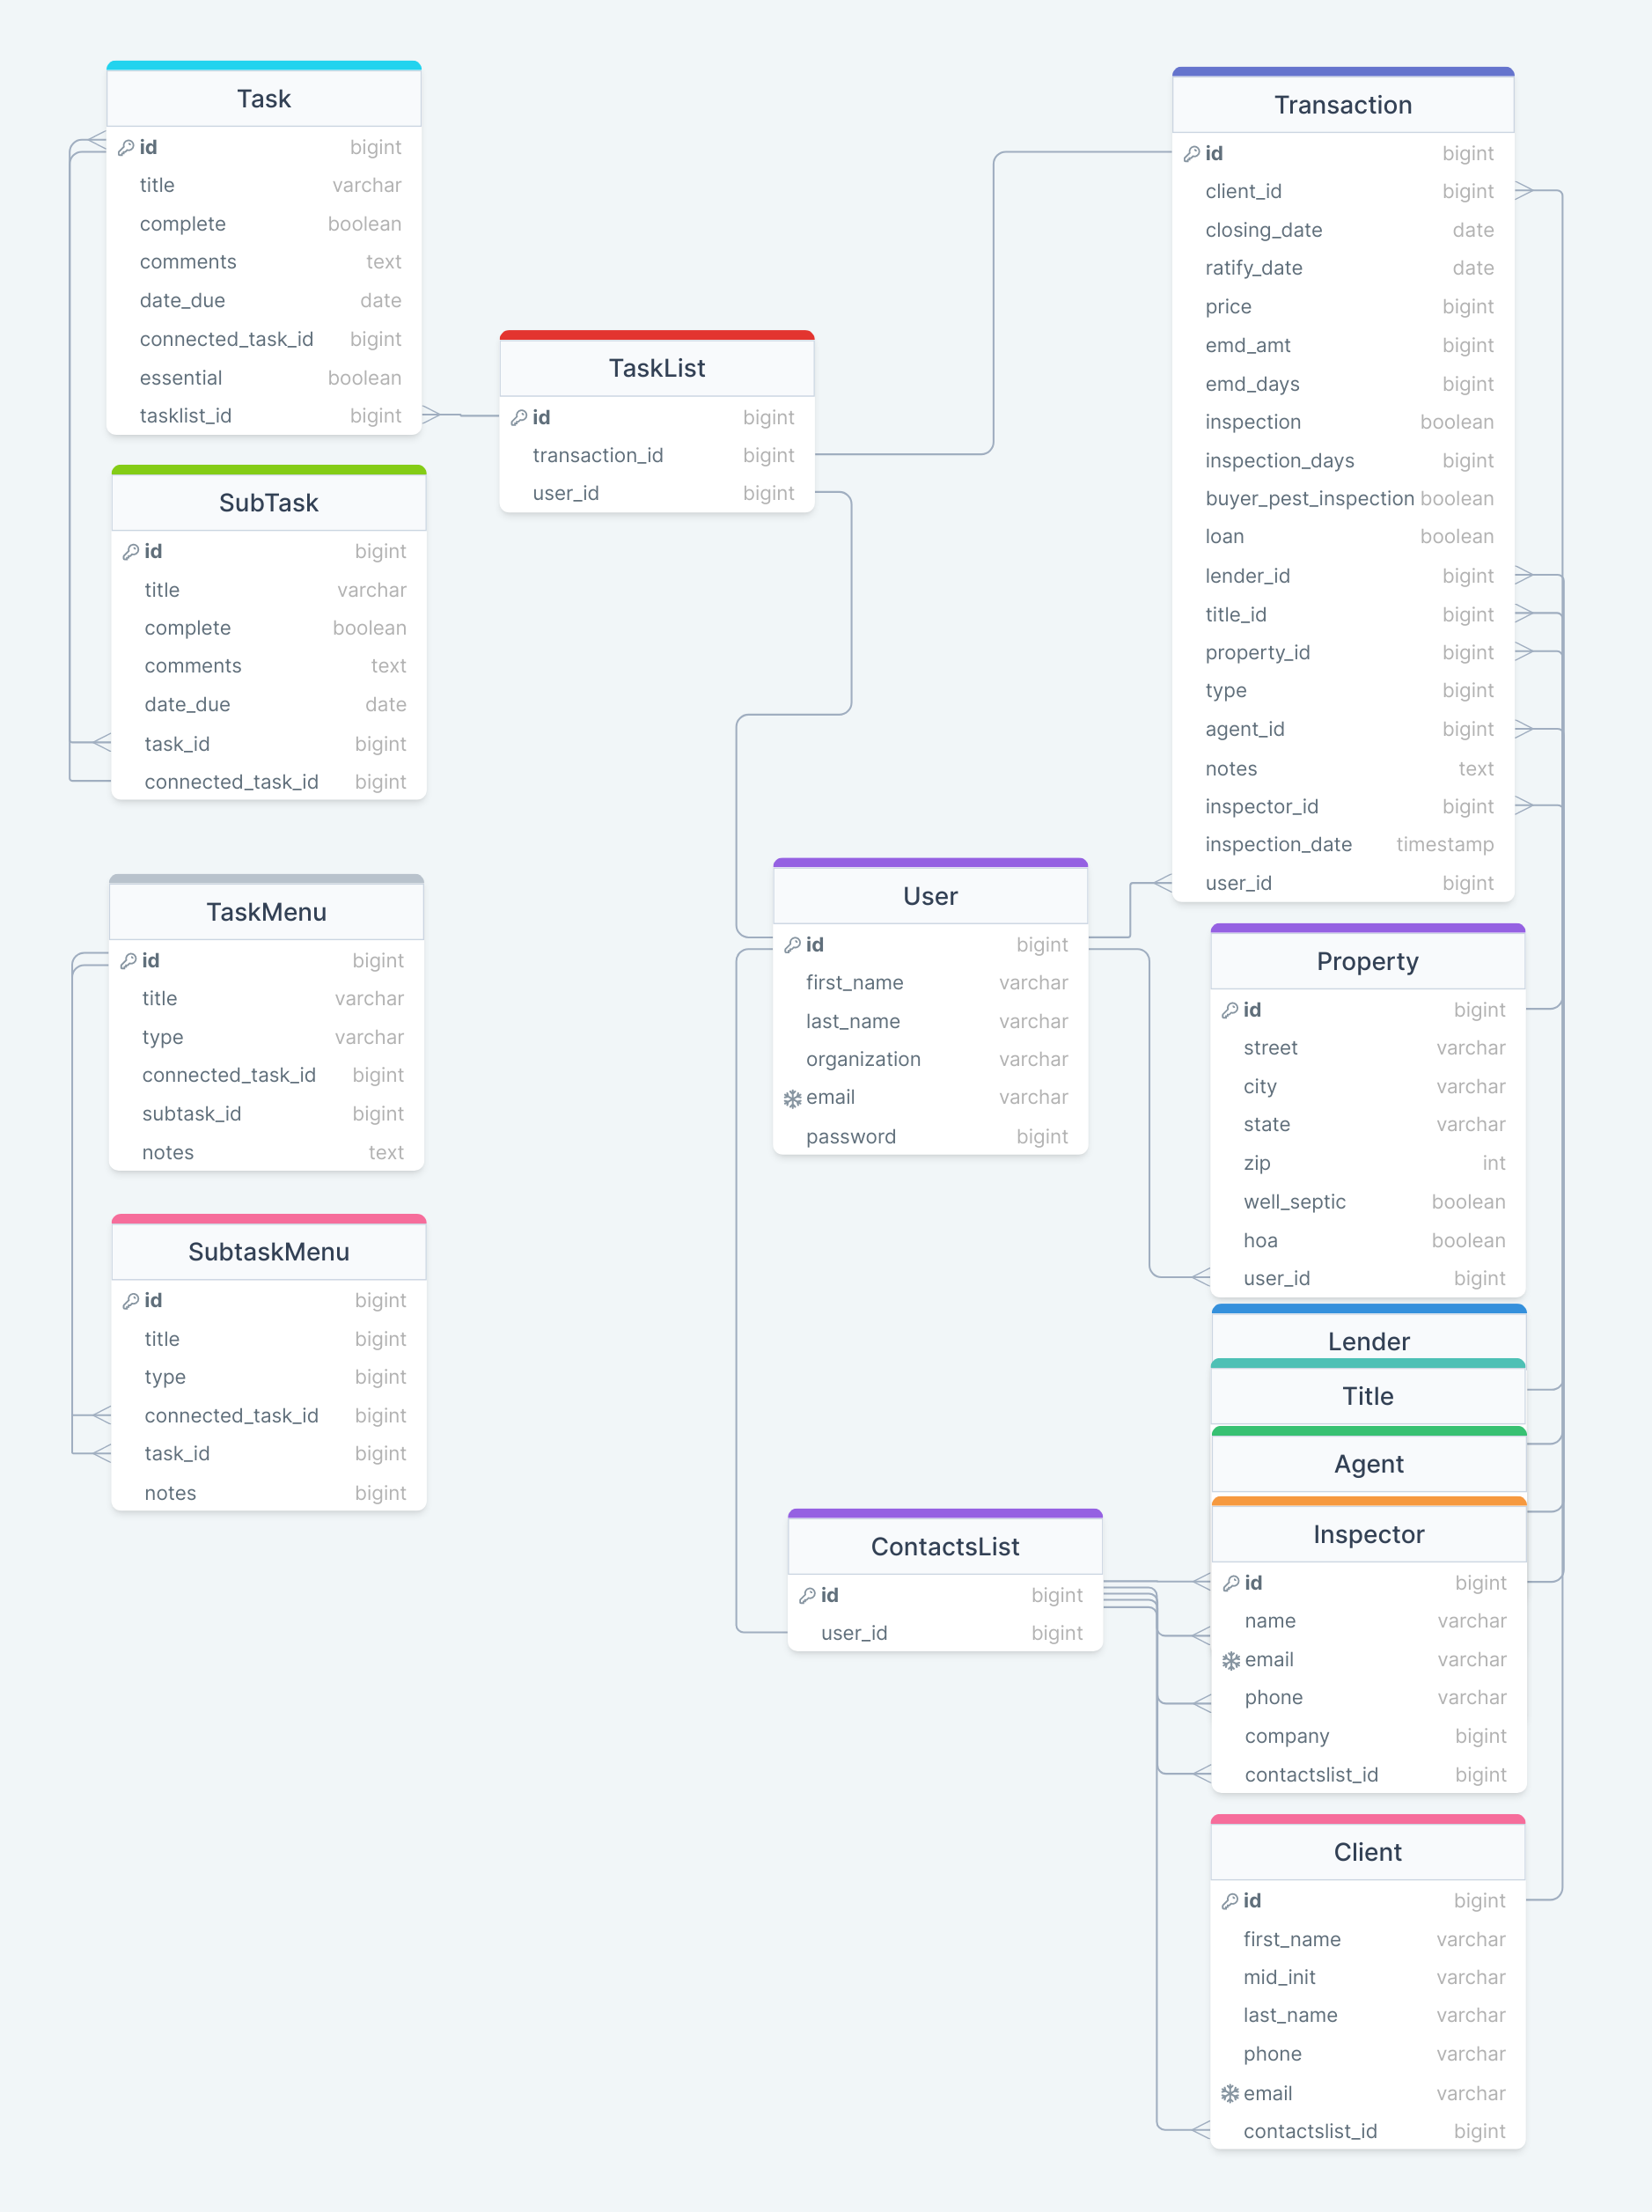 Task
id bigint
title varchar
complete boolean
comments text
date_due date
connected_task_id bigint
essential boolean
tasklist_id bigint
SubTask
id bigint
title varchar
complete boolean
comments text
date_due date
task_id bigint
connected_task_id bigint
TaskMenu
id bigint
title varchar
type varchar
connected_task_id bigint
subtask_id bigint
notes text
SubtaskMenu
id bigint
title bigint
type bigint
connected_task_id bigint
task_id bigint
notes bigint
TaskList
id bigint
transaction_id bigint
user_id bigint
User
id bigint
first_name varchar
last_name varchar
organization varchar
email varchar
password bigint
ContactsList
id bigint
user_id bigint
Transaction
id bigint
client_id bigint
closing_date date
ratify_date date
price bigint
emd_amt bigint
emd_days bigint
inspection boolean
inspection_days bigint
buyer_pest_inspection boolean
loan boolean
lender_id bigint
title_id bigint
property_id bigint
type bigint
agent_id bigint
notes text
inspector_id bigint
inspection_date timestamp
user_id bigint
Property
id bigint
street varchar
city varchar
state varchar
zip int
well_septic boolean
hoa boolean
user_id bigint
Lender
Title
Agent
Inspector
id bigint
name varchar
email varchar
phone varchar
company bigint
contactslist_id bigint
Client
id bigint
first_name varchar
mid_init varchar
last_name varchar
phone varchar
email varchar
contactslist_id bigint